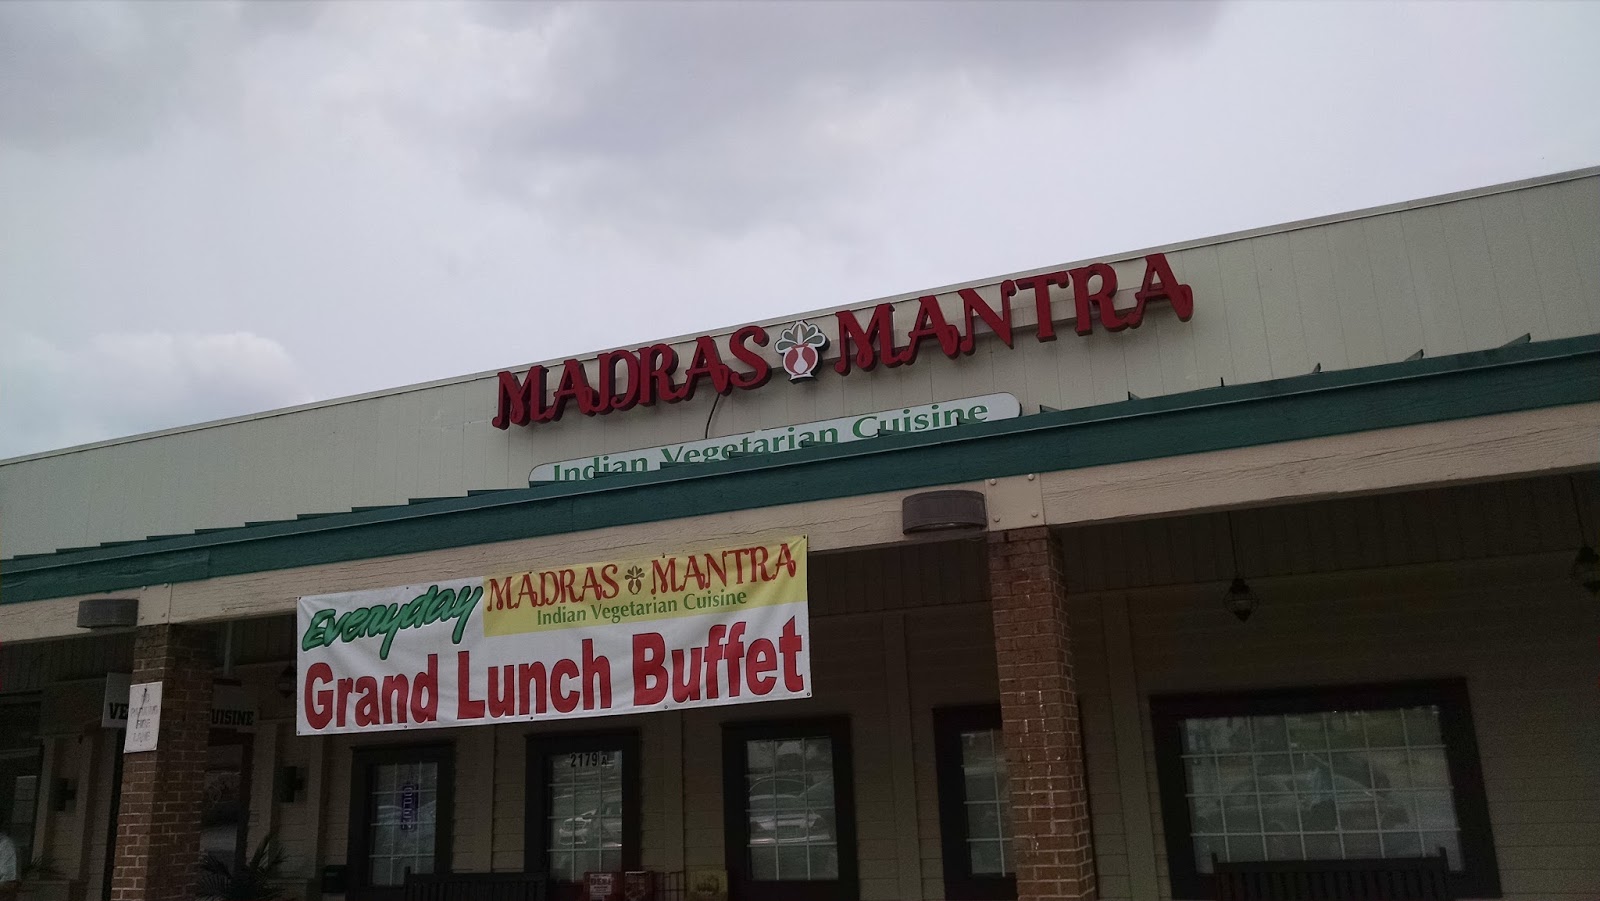 MADRAS MANTRA
Indian Vegetarian Cuisine
Everyday
MADRAS MANTRA
Indian Vegetarian Cuisine
Grand Lunch Buffet
2179 A